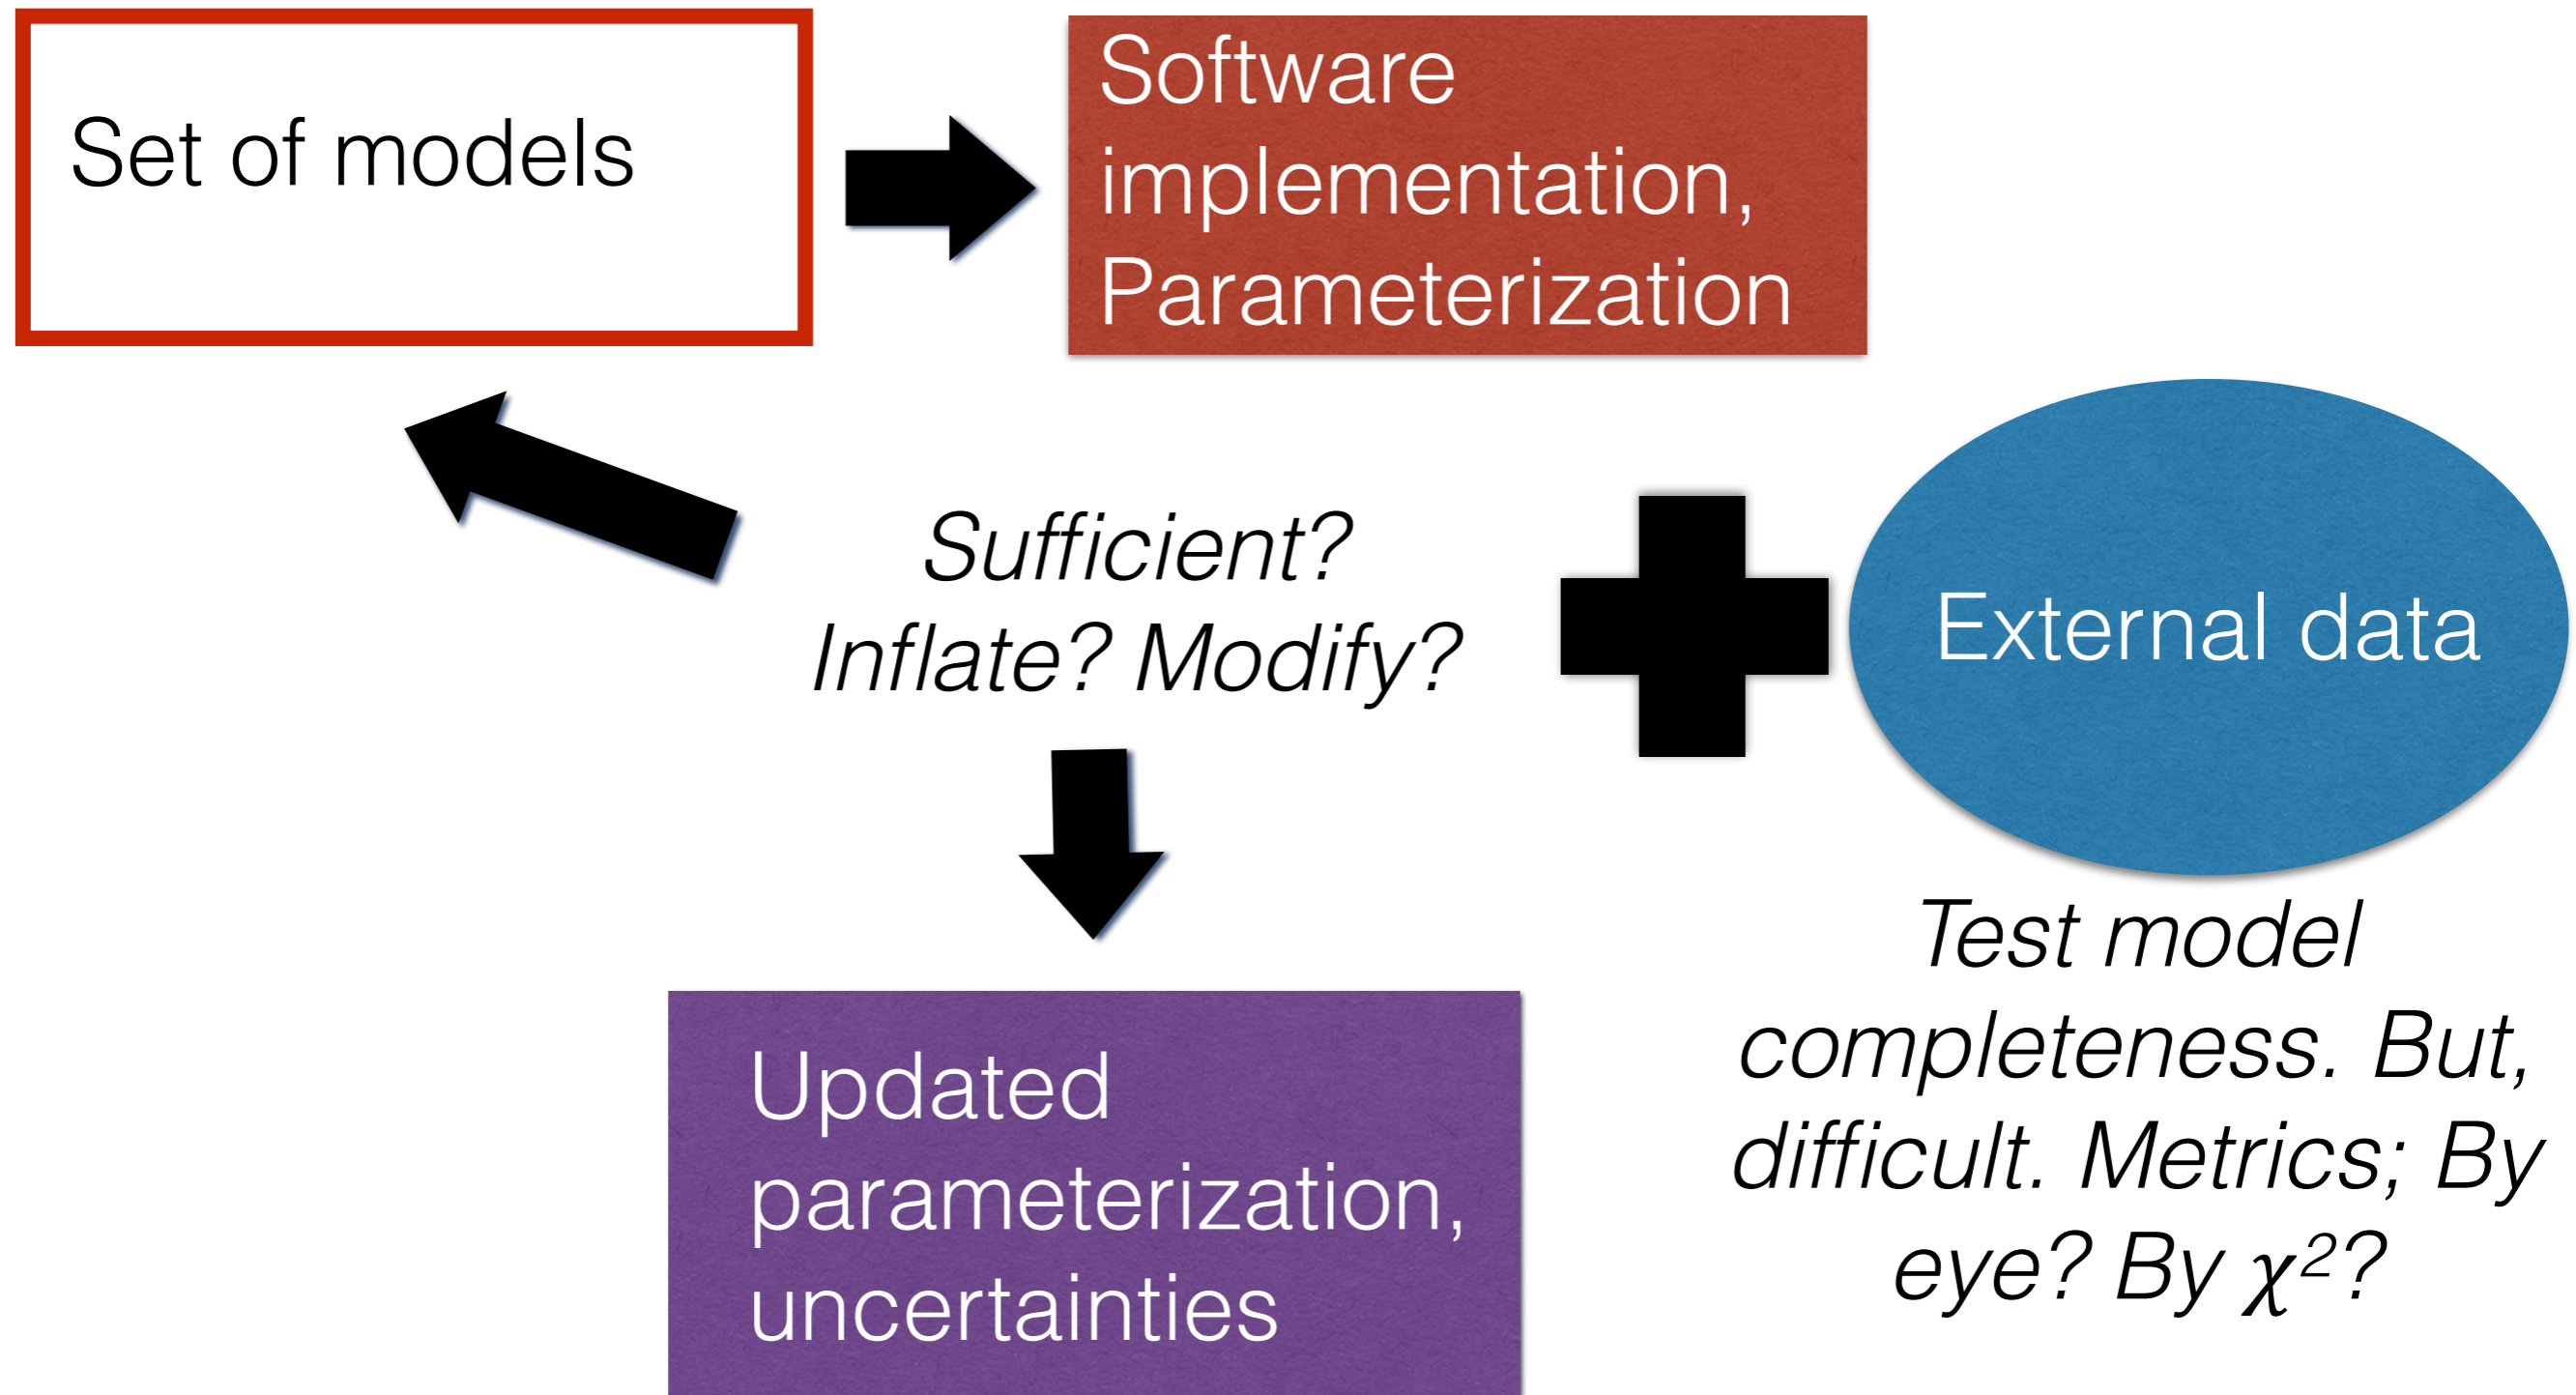 Set of models
Software
implementation,
Parameterization
Sufficient?
Inflate? Modify?
External data
Test model
completeness. But,
difficult. Metrics; By
eye? By χ²?
Updated
parameterization,
uncertainties